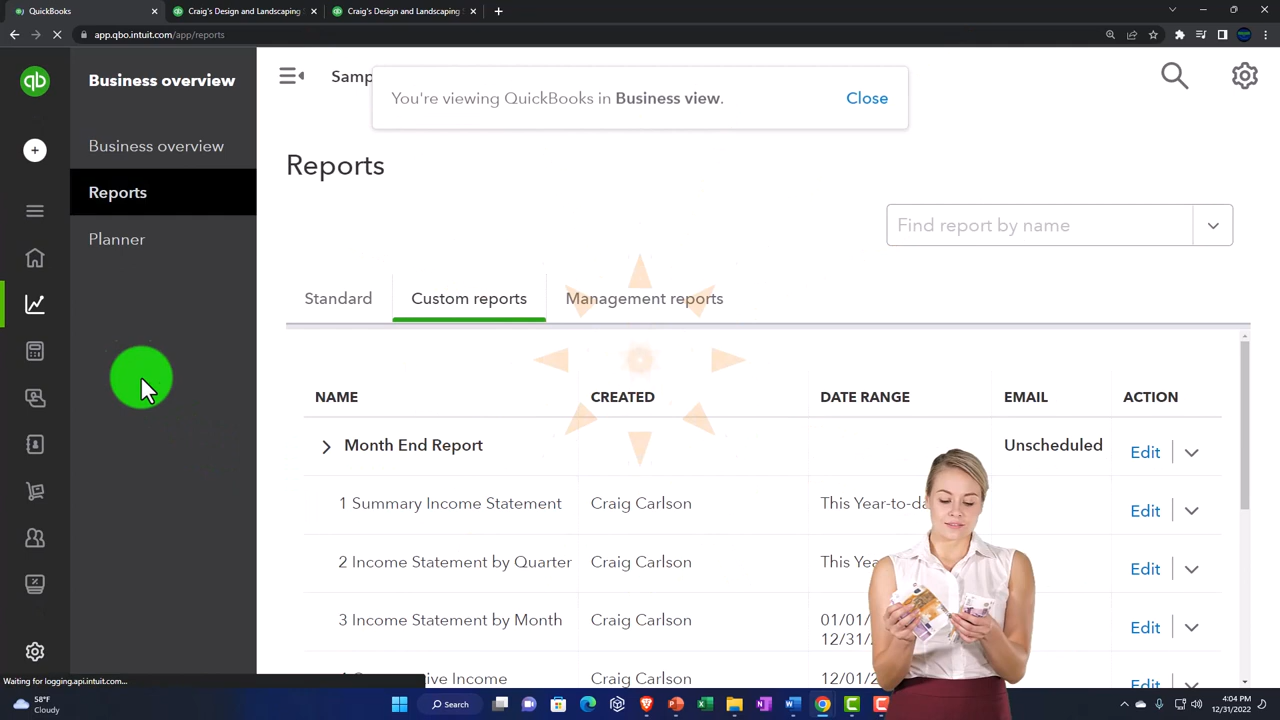 QuickBooks
Craig's Design and Landscaping
Craig's Design and Landscaping
app.qbo.intuit.com/app/reports
qb
Business overview
Business overview
Reports
Planner
Samp
You're viewing QuickBooks in Business view.
Close
Reports
Find report by name
Standard
Custom reports
Management reports
NAME
CREATED
DATE RANGE
EMAIL
ACTION
Month End Report
Unscheduled
Edit
1 Summary Income Statement
Craig Carlson
This Year-to-da
Edit
2 Income Statement by Quarter
Craig Carlson
This Yea
Edit
3 Income Statement by Month
Craig Carlson
01/01/
12/31/
Edit
Income
Craig Carlson
12/01/2
Edit
Waiting for logging.api.intuit.com...
58°F
Cloudy
Search
4:04 PM
12/31/2022